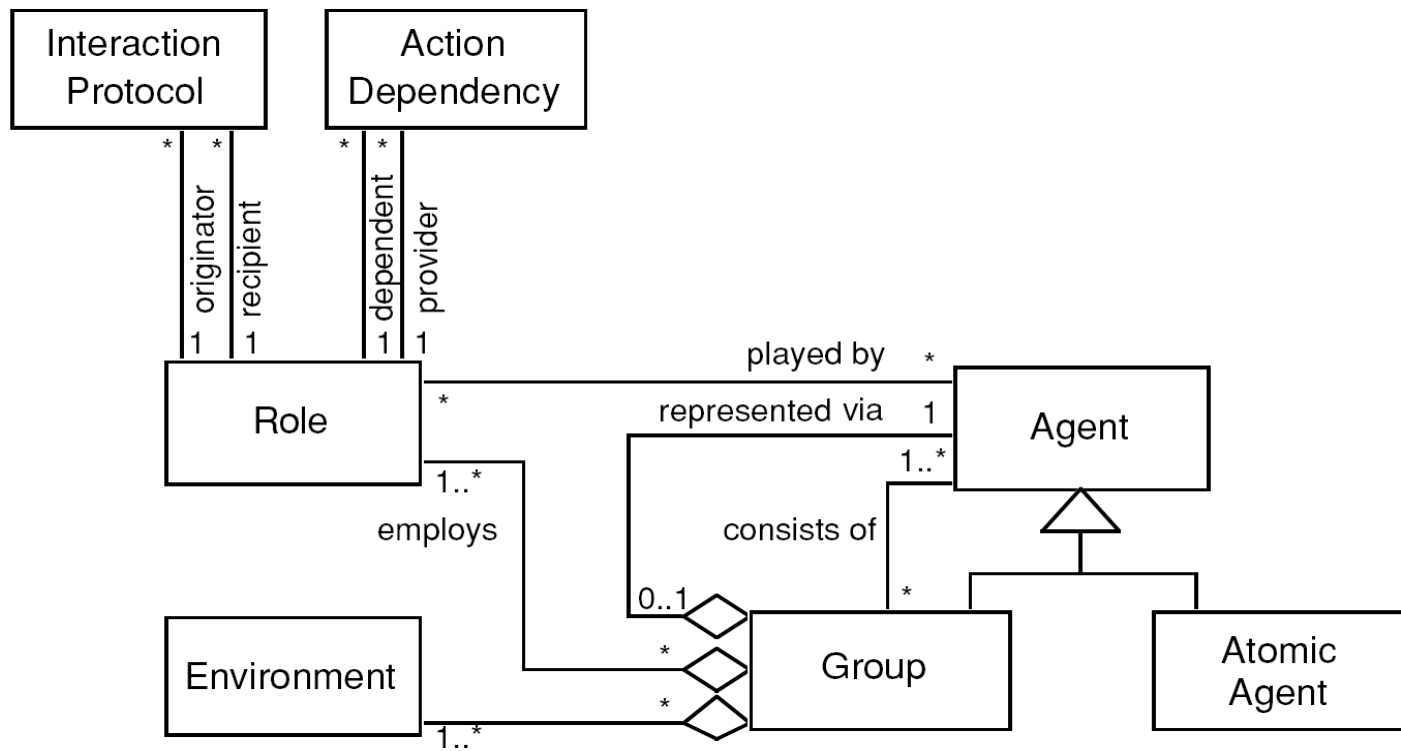 Interaction
Protocol
Action
Dependency
* * * *
originator
recipient
dependent
provider
1 1 1 1
played by *
*
represented via 1
Role
Agent
1..*
1..*
employs
consists of
0..1
*
*
Environment
Group
Atomic
Agent
*
1..*